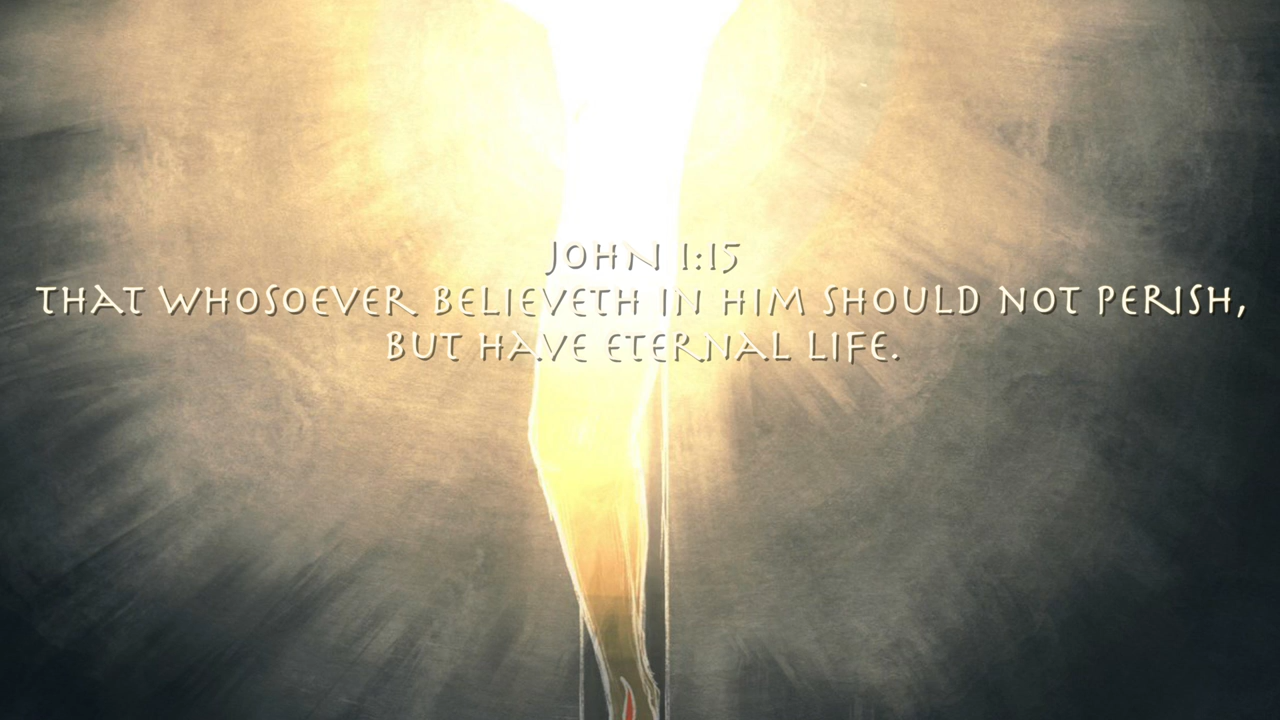 JOHN 1:15
THAT WHOSOEVER BELIEVETH IN HIM SHOULD NOT PERISH,
BUT HAVE ETERNAL LIFE.